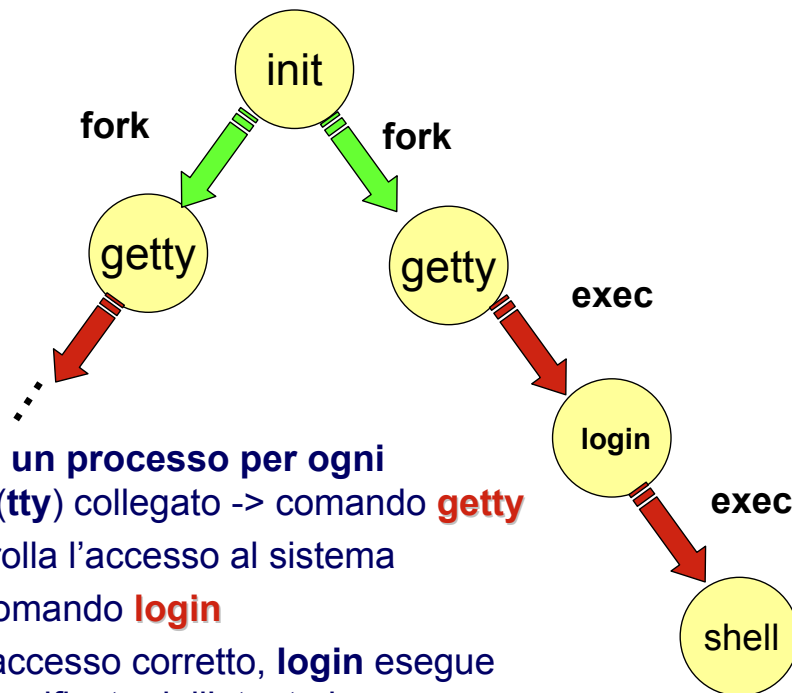 init
fork
fork
getty
getty
exec
login
un processo per ogni
(tty) collegato -> comando getty
exec
rolla l'accesso al sistema
omando login
shell
accesso corretto, login esegue